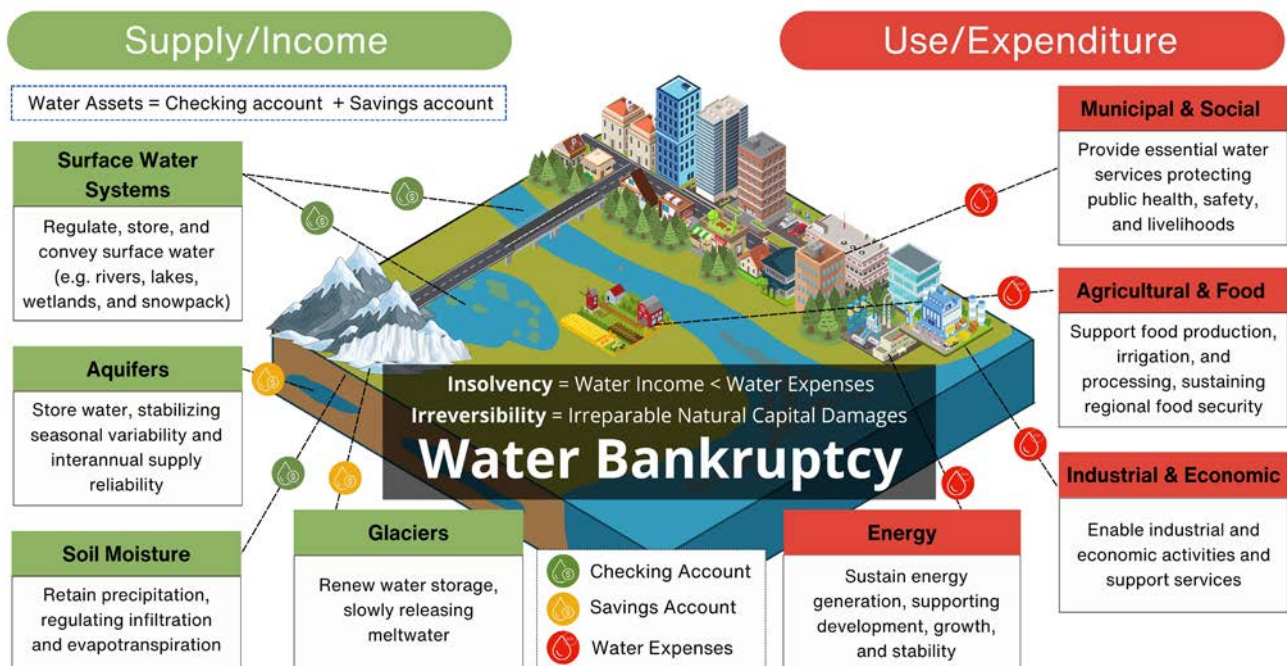 Supply/Income
Use/Expenditure
Water Assets = Checking account + Savings account
Surface Water
Systems
Regulate, store, and
convey surface water
(e.g. rivers, lakes,
wetlands, and snowpack)
Aquifers
Store water, stabilizing
seasonal variability and
interannual supply
reliability
Soil Moisture
Retain precipitation,
regulating infiltration
and evapotranspiration
Glaciers
Renew water storage,
slowly releasing
meltwater
Insolvency = Water Income < Water Expenses
Irreversibility = Irreparable Natural Capital Damages
Water Bankruptcy
Checking Account
Savings Account
Water Expenses
Municipal & Social
Provide essential water
services protecting
public health, safety,
and livelihoods
Agricultural & Food
Support food production,
irrigation, and
processing, sustaining
regional food security
Industrial & Economic
Enable industrial and
economic activities and
support services
Energy
Sustain energy
generation, supporting
development, growth,
and stability